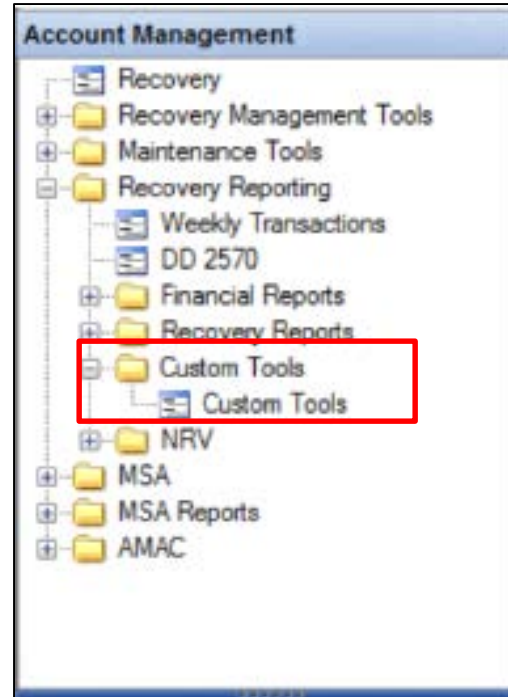 Account Management
Recovery
Recovery Management Tools
Maintenance Tools
Recovery Reporting
Weekly Transactions
DD 2570
Financial Reports
Recovery Reports
Custom Tools
Custom Tools
NRV
MSA
MSA Reports
AMAC